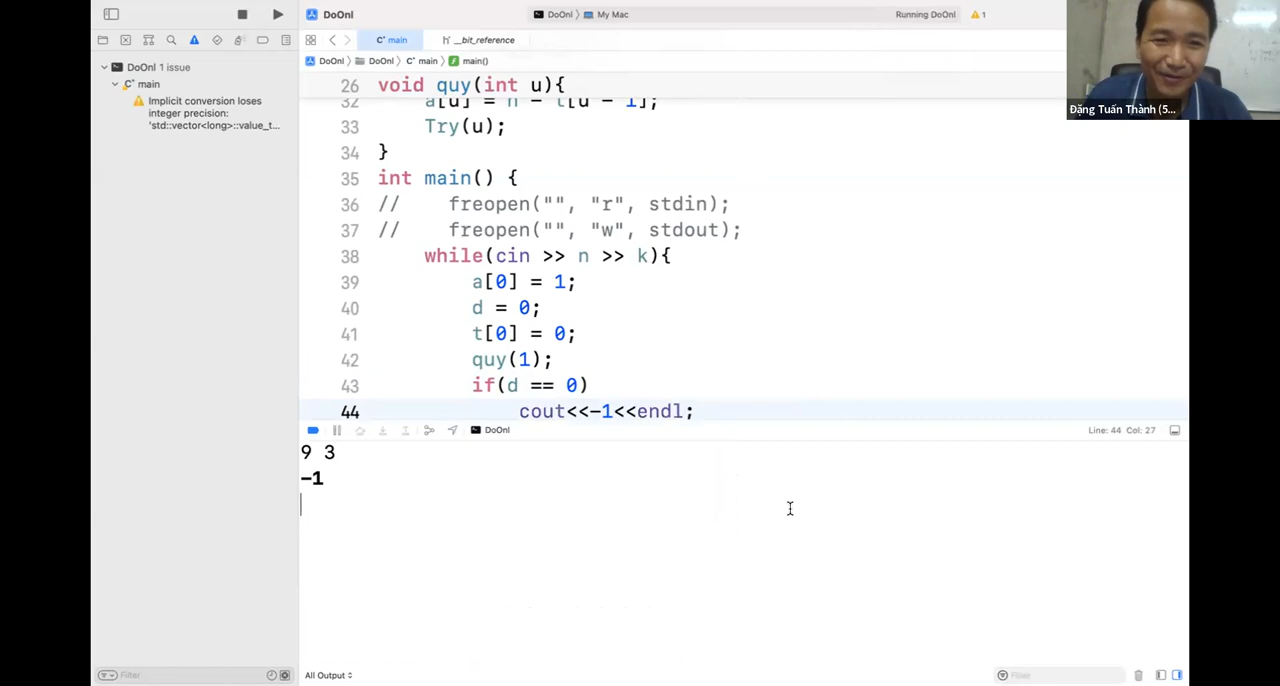 DoOnl
DoOnl 〉 My Mac
Running DoOnl
1
main
__bit_reference
DoOnl 〉 DoOnl 〉 main 〉 main()
DoOnl 1 issue
main
Implicit conversion loses
integer precision:
'std::vector<long>::value_t...
26 void quy(int u){
32 a[u] = n - t[u - 1];
33 Try(u);
34 }
35 int main() {
36 // freopen("", "r", stdin);
37 // freopen("", "w", stdout);
38 while(cin >> n >> k){
39 a[0] = 1;
40 d = 0;
41 t[0] = 0;
42 quy(1);
43 if(d == 0)
44 cout<<-1<<endl;
DoOnl
Line: 44 Col: 27
9 3
-1
Filter
All Output
Filter
Đặng Tuấn Thành (5...